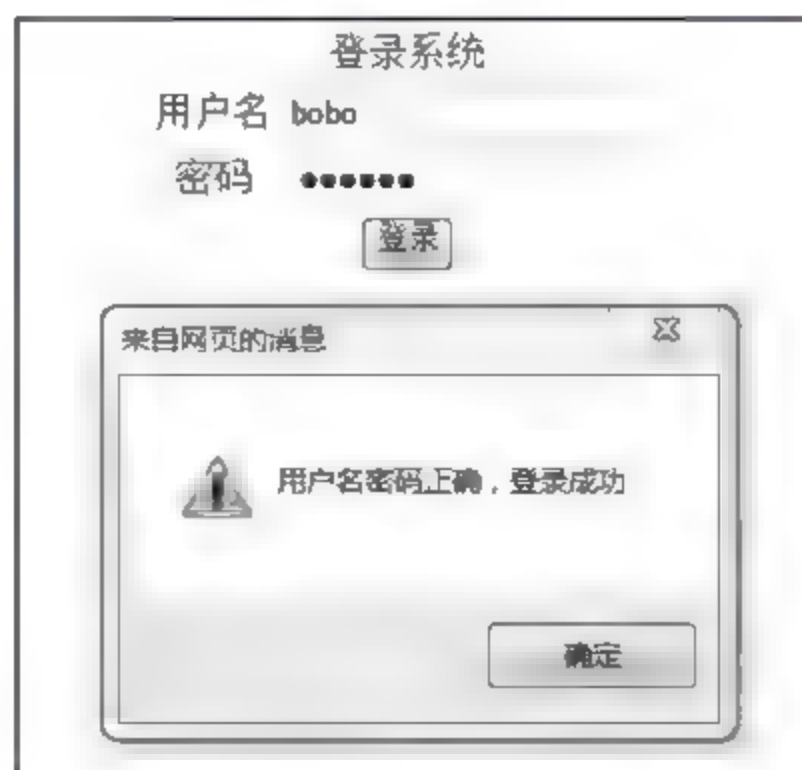 登录系统
用户名 bobo
密码 ••••••
登录
来自网页的消息
用户名密码上确，登录成功
确定